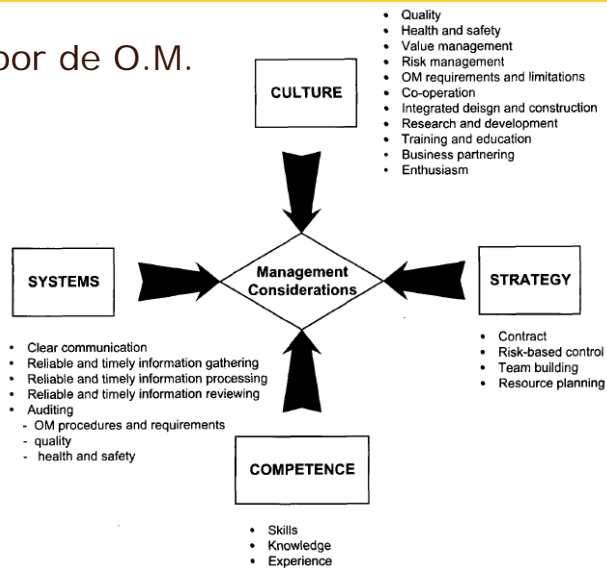 oor de O.M.
CULTURE
• Quality
• Health and safety
• Value management
• Risk management
• OM requirements and limitations
• Co-operation
• Integrated deisgn and construction
• Research and development
• Training and education
• Business partnering
• Enthusiasm
SYSTEMS
Management
Considerations
STRATEGY
• Clear communication
• Reliable and timely information gathering
• Reliable and timely information processing
• Reliable and timely information reviewing
• Auditing
- OM procedures and requirements
- quality
- health and safety
• Contract
• Risk-based control
• Team building
• Resource planning
COMPETENCE
• Skills
• Knowledge
• Experience